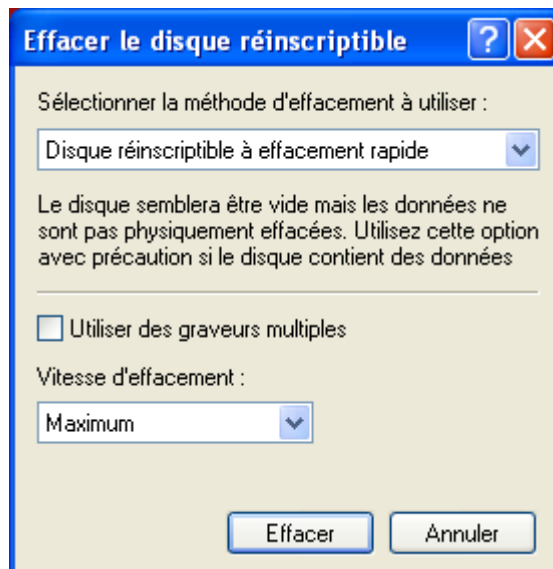 Effacer le disque réinscriptible
Sélectionner la méthode d'effacement à utiliser :
Disque réinscriptible à effacement rapide
Le disque semblera être vide mais les données ne
sont pas physiquement effacées. Utilisez cette option
avec précaution si le disque contient des données
Utiliser des graveurs multiples
Vitesse d'effacement :
Maximum
Effacer
Annuler